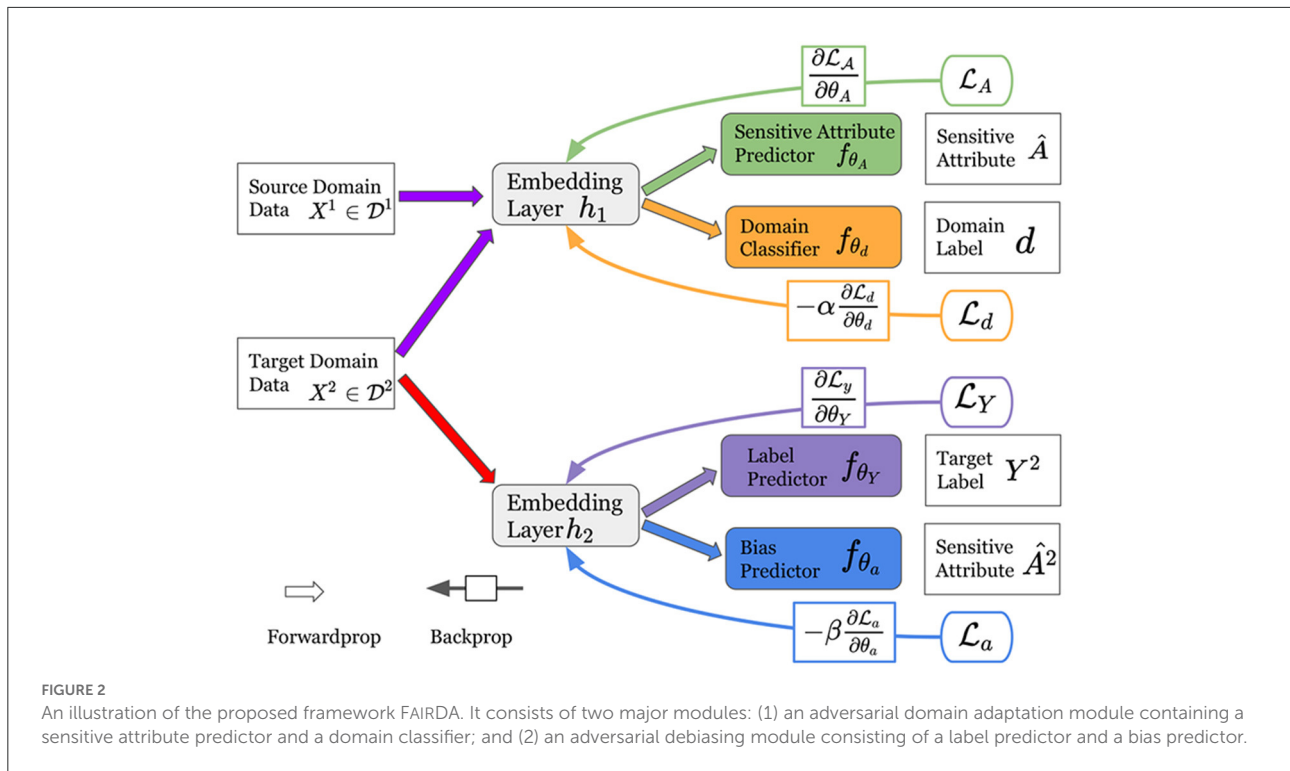 ∂ℒ_𝒜 / ∂θ_A
ℒ_A
Sensitive Attribute
Predictor f_θ_A
Sensitive
Attribute Â
Source Domain
Data X¹ ∈ 𝒟¹
Embedding
Layer h₁
Domain
Classifier f_θ_d
Domain
Label d
−α ∂ℒ_d / ∂θ_d
ℒ_d
Target Domain
Data X² ∈ 𝒟²
∂ℒ_y / ∂θ_Y
ℒ_Y
Label
Predictor f_θ_Y
Target
Label Y²
Embedding
Layer h₂
Bias
Predictor f_θ_a
Sensitive
Attribute Â²
−β ∂ℒ_a / ∂θ_a
ℒ_a
Forwardprop
Backprop
FIGURE 2
An illustration of the proposed framework FAIRDA. It consists of two major modules: (1) an adversarial domain adaptation module containing a
sensitive attribute predictor and a domain classifier; and (2) an adversarial debiasing module consisting of a label predictor and a bias predictor.